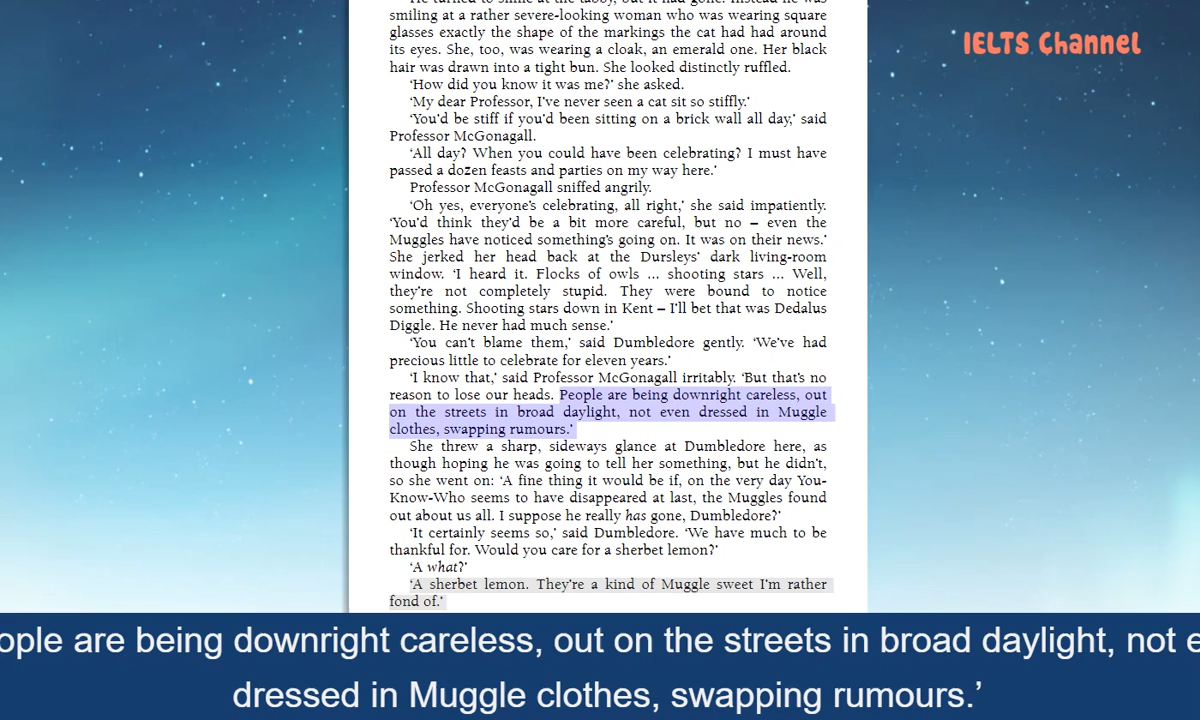 He turned to smile at the tabby, but it had gone. Instead he was
smiling at a rather severe-looking woman who was wearing square
glasses exactly the shape of the markings the cat had had around
its eyes. She, too, was wearing a cloak, an emerald one. Her black
hair was drawn into a tight bun. She looked distinctly ruffled.
‘How did you know it was me?’ she asked.
‘My dear Professor, I’ve never seen a cat sit so stiffly.’
‘You’d be stiff if you’d been sitting on a brick wall all day,’ said
Professor McGonagall.
‘All day? When you could have been celebrating? I must have
passed a dozen feasts and parties on my way here.’
Professor McGonagall sniffed angrily.
‘Oh yes, everyone’s celebrating, all right,’ she said impatiently.
‘You’d think they’d be a bit more careful, but no – even the
Muggles have noticed something’s going on. It was on their news.’
She jerked her head back at the Dursleys’ dark living-room
window. ‘I heard it. Flocks of owls ... shooting stars ... Well,
they’re not completely stupid. They were bound to notice
something. Shooting stars down in Kent – I’ll bet that was Dedalus
Diggle. He never had much sense.’
‘You can’t blame them,’ said Dumbledore gently. ‘We’ve had
precious little to celebrate for eleven years.’
‘I know that,’ said Professor McGonagall irritably. ‘But that’s no
reason to lose our heads. People are being downright careless, out
on the streets in broad daylight, not even dressed in Muggle
clothes, swapping rumours.’
She threw a sharp, sideways glance at Dumbledore here, as
though hoping he was going to tell her something, but he didn’t,
so she went on: ‘A fine thing it would be if, on the very day You-
Know-Who seems to have disappeared at last, the Muggles found
out about us all. I suppose he really has gone, Dumbledore?’
‘It certainly seems so,’ said Dumbledore. ‘We have much to be
thankful for. Would you care for a sherbet lemon?’
‘A what?’
‘A sherbet lemon. They’re a kind of Muggle sweet I’m rather
fond of.’
IELTS Channel
ople are being downright careless, out on the streets in broad daylight, not e
dressed in Muggle clothes, swapping rumours.’